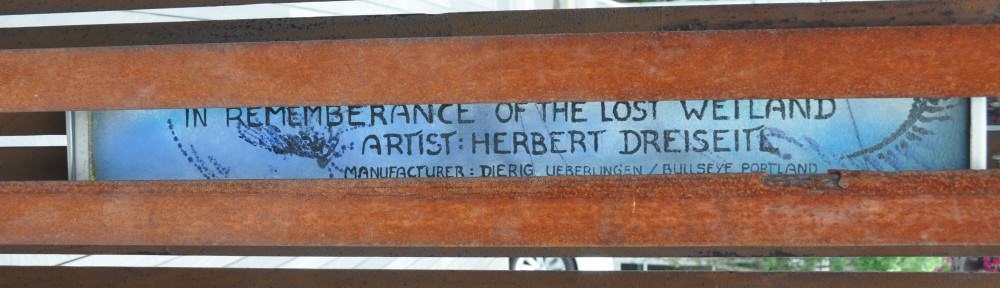 IN REMEMBERANCE OF THE LOST WETLAND
ARTIST: HERBERT DREISEITL
MANUFACTURER: DIERIG, UEBERLINGEN / BULLSEYE PORTLAND